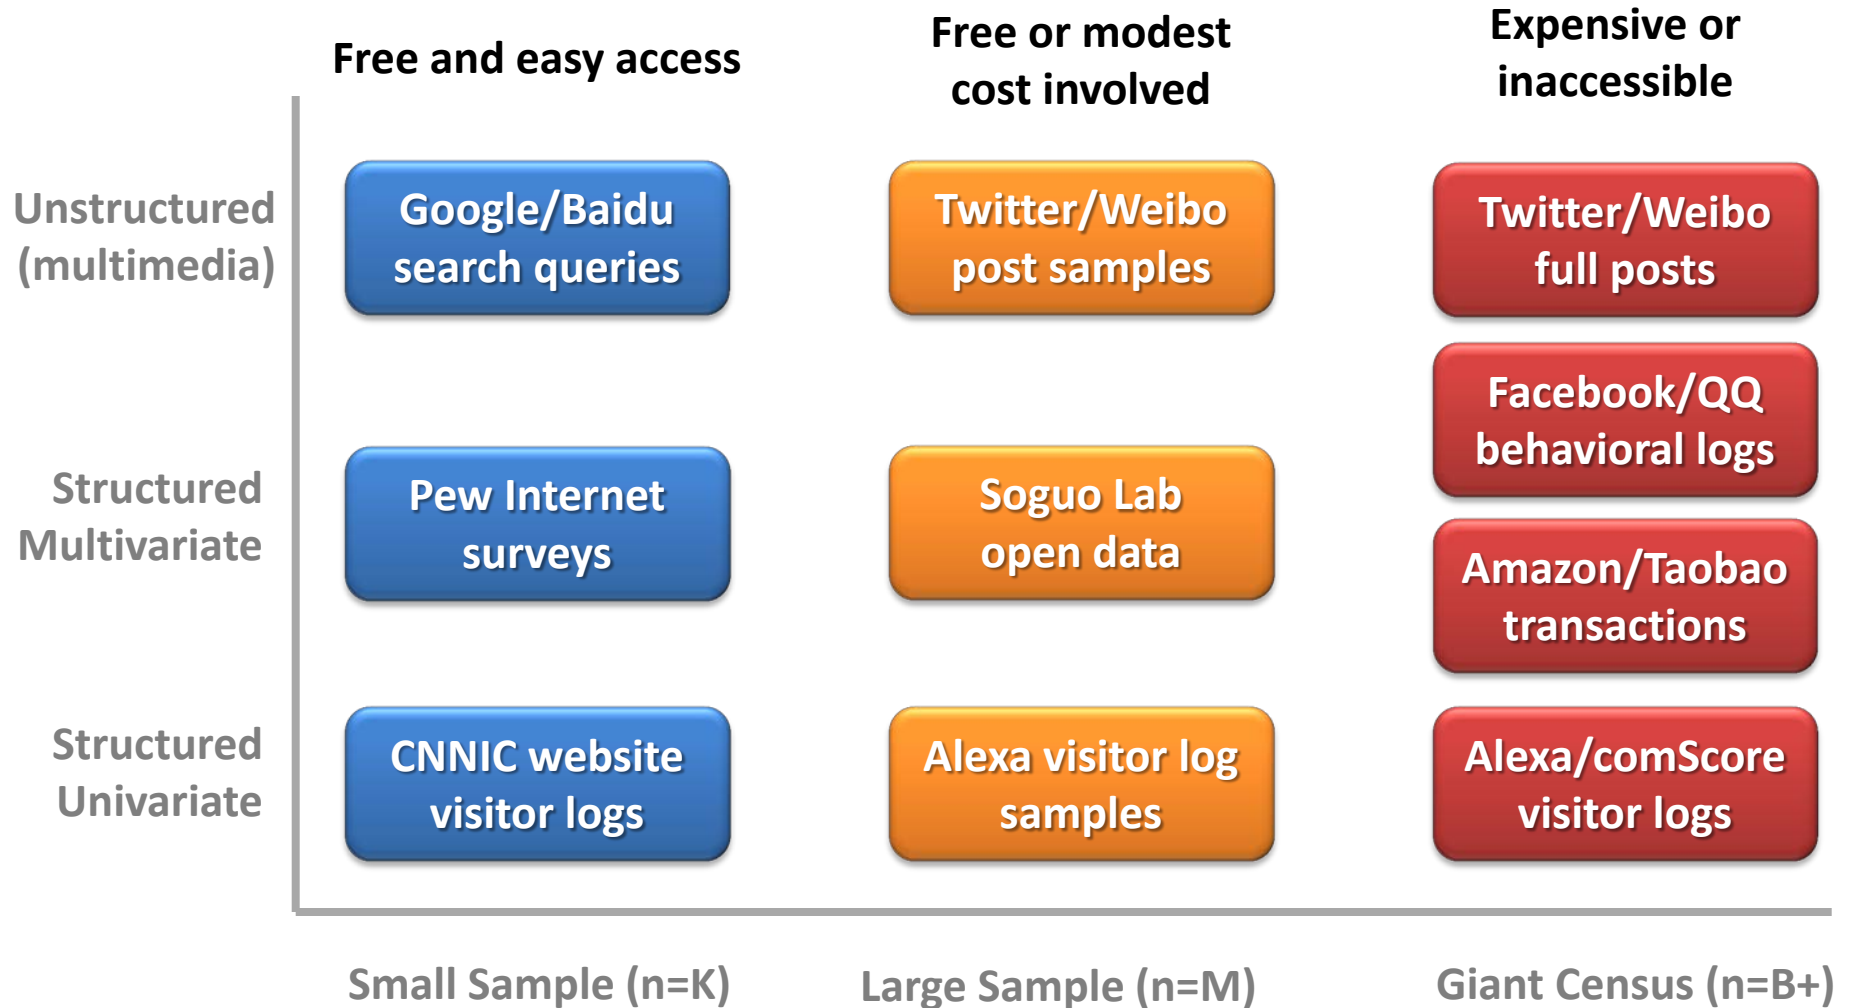 Free and easy access
Free or modest
cost involved
Expensive or
inaccessible
Unstructured
(multimedia)
Google/Baidu
search queries
Twitter/Weibo
post samples
Twitter/Weibo
full posts
Facebook/QQ
behavioral logs
Structured
Multivariate
Pew Internet
surveys
Soguo Lab
open data
Amazon/Taobao
transactions
Structured
Univariate
CNNIC website
visitor logs
Alexa visitor log
samples
Alexa/comScore
visitor logs
Small Sample (n=K)
Large Sample (n=M)
Giant Census (n=B+)